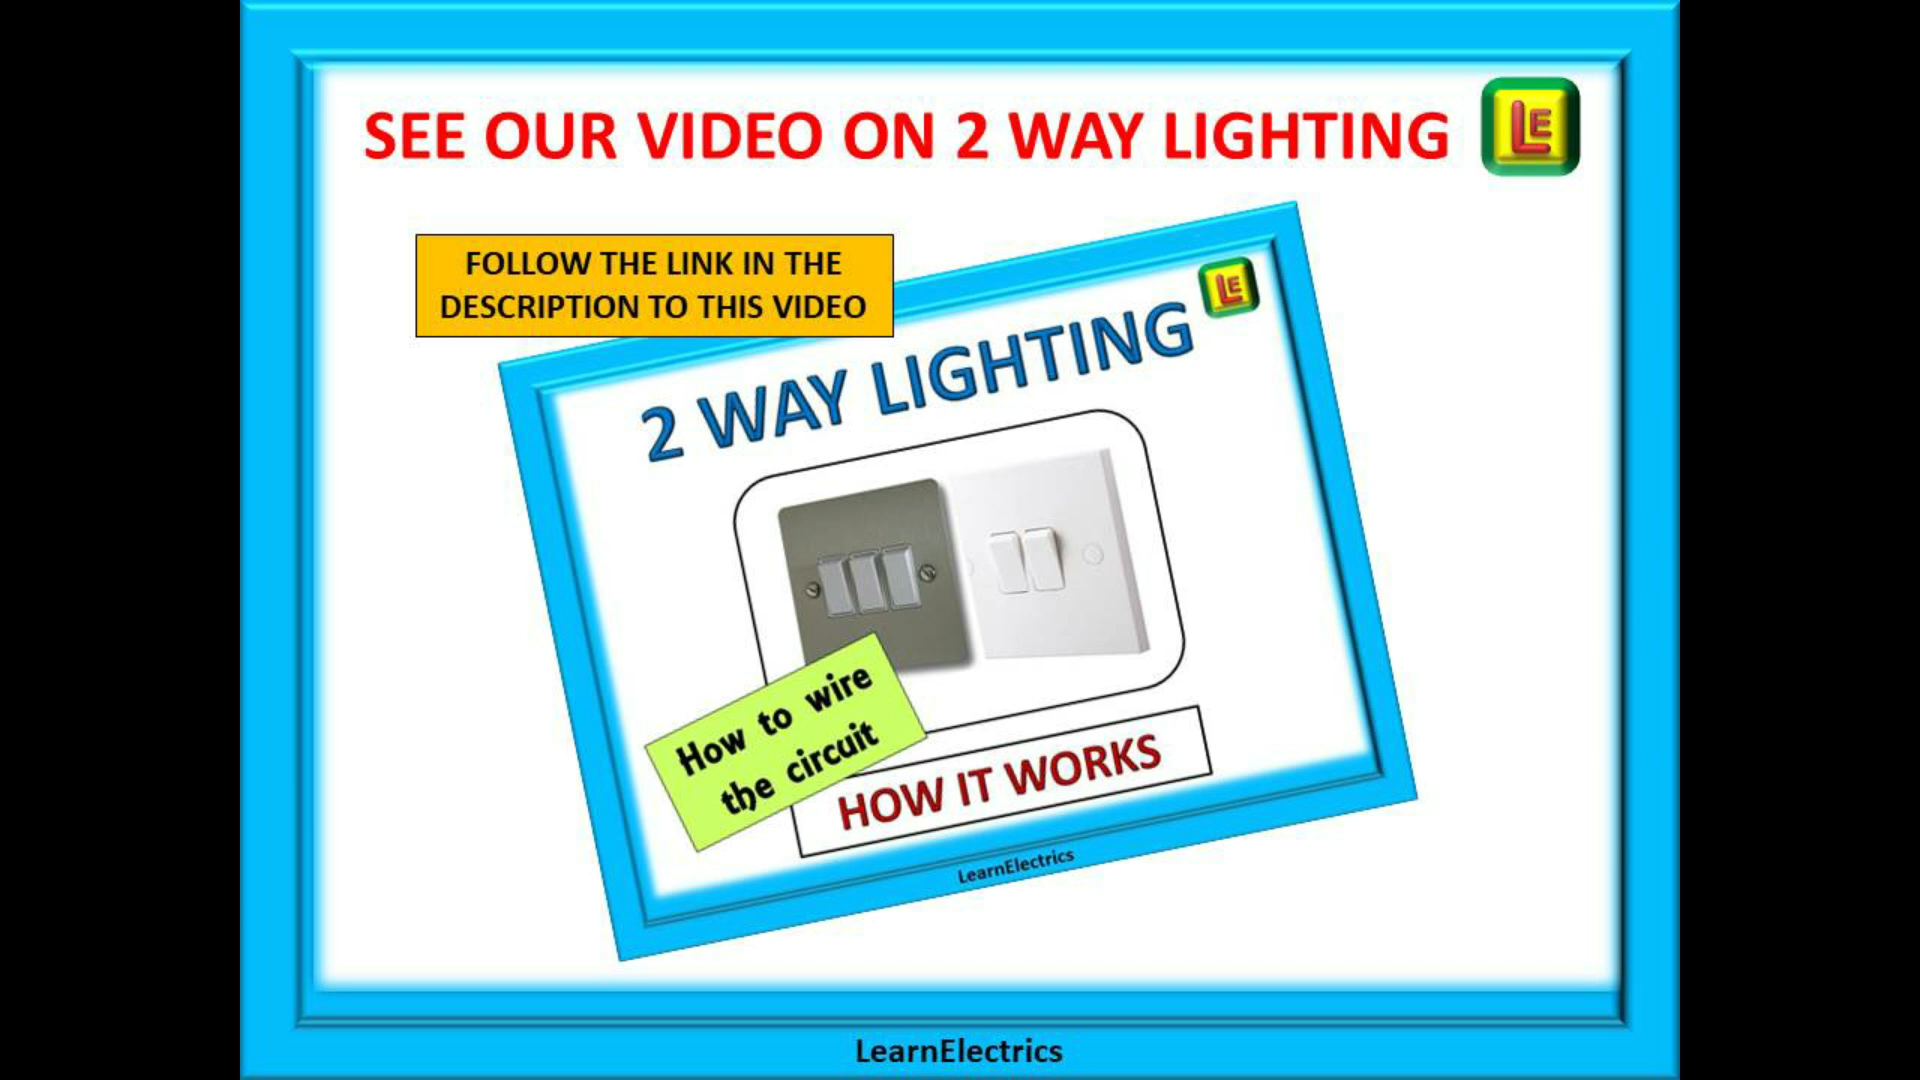 SEE OUR VIDEO ON 2 WAY LIGHTING
LE
FOLLOW THE LINK IN THE
DESCRIPTION TO THIS VIDEO
LE
2 WAY LIGHTING
How to wire
the circuit
HOW IT WORKS
LearnElectrics
LearnElectrics